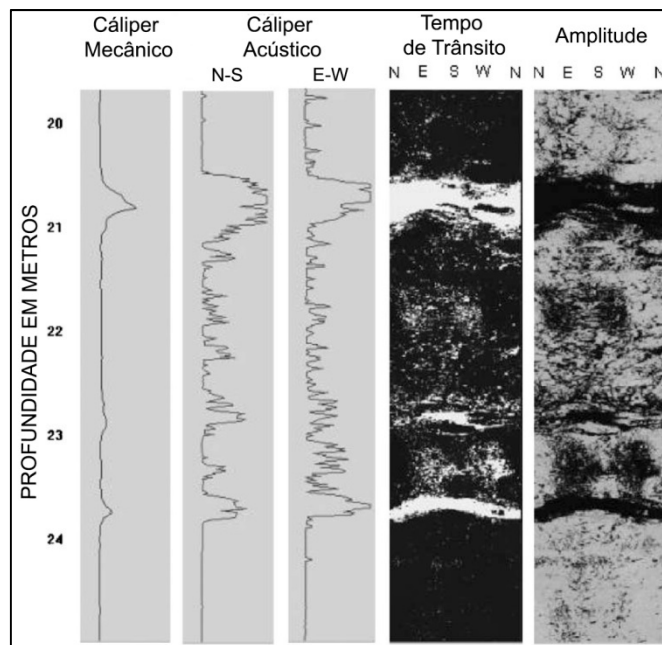 Cáliper
Mecânico
Cáliper
Acústico
N-S
E-W
Tempo
de Trânsito
N E S W N
Amplitude
N E S W N
PROFUNDIDADE EM METROS
20
21
22
23
24